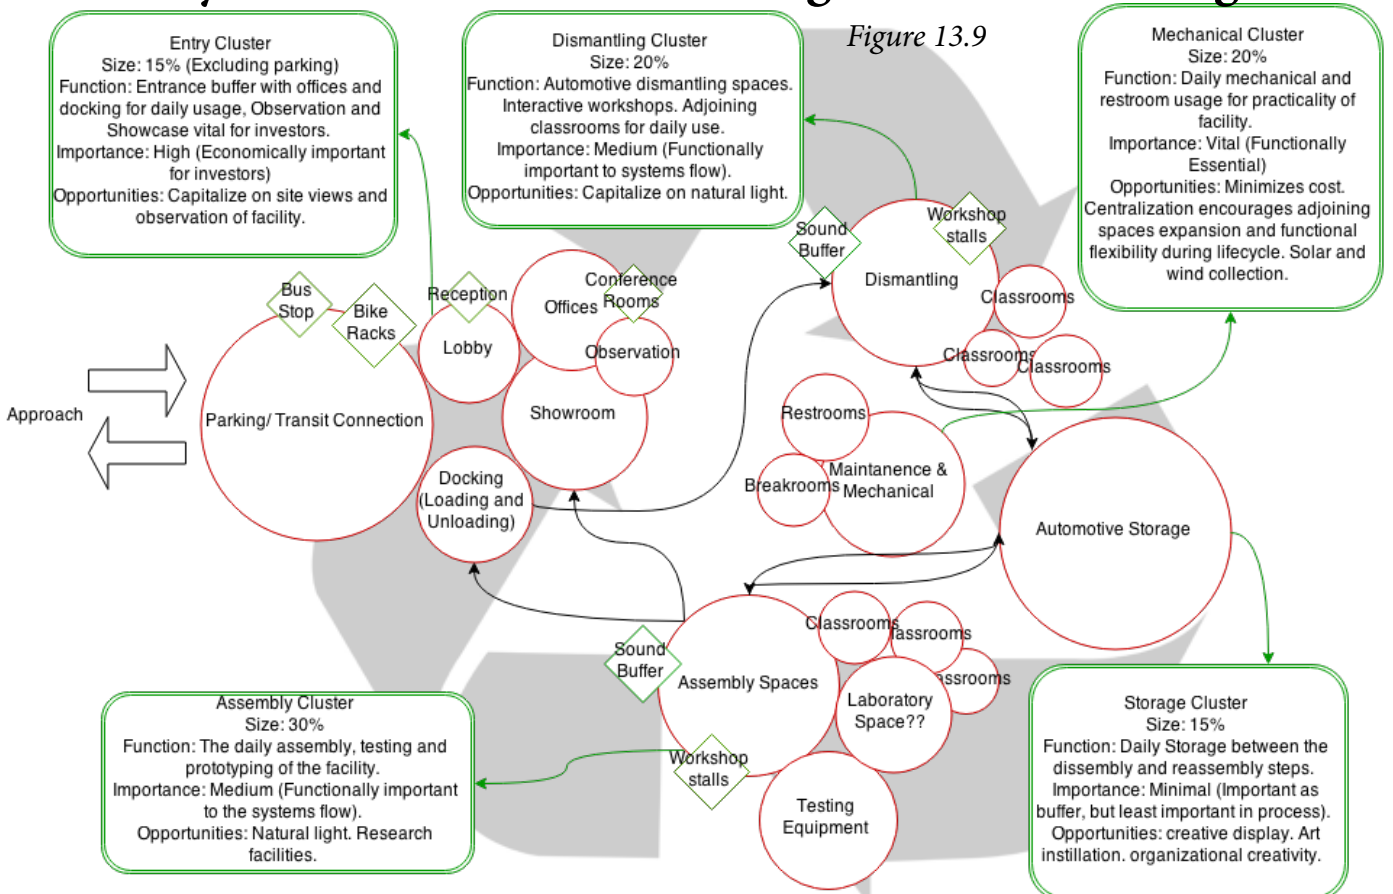 Figure 13.9
Entry Cluster
Size: 15% (Excluding parking)
Function: Entrance buffer with offices and
docking for daily usage, Observation and
Showcase vital for investors.
Importance: High (Economically important
for investors)
Opportunities: Capitalize on site views and
observation of facility.
Dismantling Cluster
Size: 20%
Function: Automotive dismantling spaces.
Interactive workshops. Adjoining
classrooms for daily use.
Importance: Medium (Functionally
important to systems flow).
Opportunities: Capitalize on natural light.
Mechanical Cluster
Size: 20%
Function: Daily mechanical and
restroom usage for practicality of
facility.
Importance: Vital (Functionally
Essential)
Opportunities: Minimizes cost.
Centralization encourages adjoining
spaces expansion and functional
flexibility during lifecycle. Solar and
wind collection.
Bus
Stop
Bike
Racks
Reception
Lobby
Offices
Conference
Rooms
Observation
Showroom
Approach
Parking/ Transit Connection
Docking
(Loading and
Unloading)
Sound
Buffer
Workshop
stalls
Dismantling
Classrooms
Classrooms
Classrooms
Restrooms
Breakrooms
Maintanence &
Mechanical
Automotive Storage
Sound
Buffer
Assembly Spaces
Classrooms
lassrooms
assrooms
Laboratory
Space??
Workshop
stalls
Testing
Equipment
Assembly Cluster
Size: 30%
Function: The daily assembly, testing and
prototyping of the facility.
Importance: Medium (Functionally important
to the systems flow).
Opportunities: Natural light. Research
facilities.
Storage Cluster
Size: 15%
Function: Daily Storage between the
dissembly and reassembly steps.
Importance: Minimal (Important as
buffer, but least important in process).
Opportunities: creative display. Art
instillation. organizational creativity.